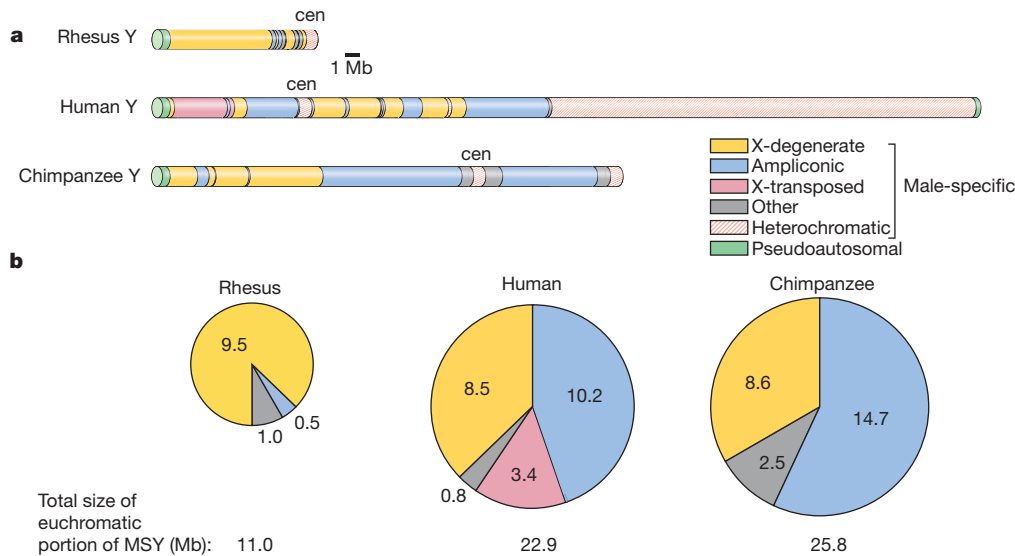 a
cen
Rhesus Y
1 Mb
cen
Human Y
cen
Chimpanzee Y
X-degenerate
Ampliconic
X-transposed
Other
Heterochromatic
Pseudoautosomal
Male-specific
b
Rhesus
9.5
0.5
1.0
Human
8.5
10.2
3.4
0.8
Chimpanzee
8.6
14.7
2.5
Total size of
euchromatic
portion of MSY (Mb): 11.0 22.9 25.8